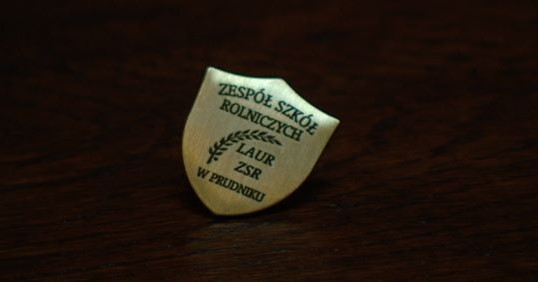 ZESPÓŁ SZKÓŁ
ROLNICZYCH
LAUR
ZSR
W PRUDNIKU